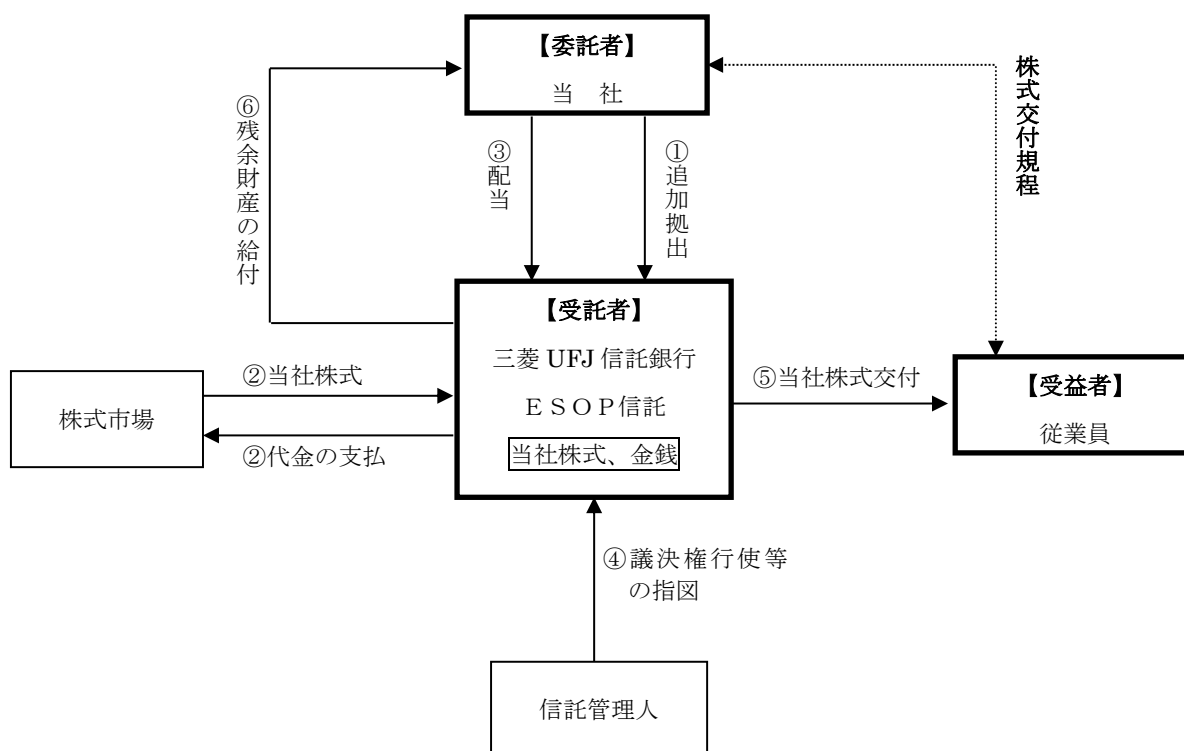 【委託者】
当 社
株式交付規程
⑥残余財産の給付
③配当
①追加拠出
【受託者】
三菱 UFJ 信託銀行
ＥＳＯＰ信託
当社株式、金銭
②当社株式
②代金の支払
株式市場
⑤当社株式交付
【受益者】
従業員
④議決権行使等
の指図
信託管理人